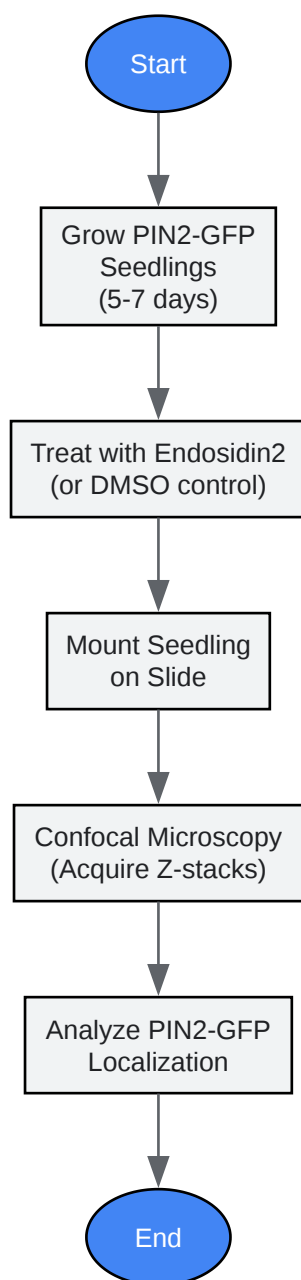 Start
Grow PIN2-GFP
Seedlings
(5-7 days)
Treat with Endosidin2
(or DMSO control)
Mount Seedling
on Slide
Confocal Microscopy
(Acquire Z-stacks)
Analyze PIN2-GFP
Localization
End